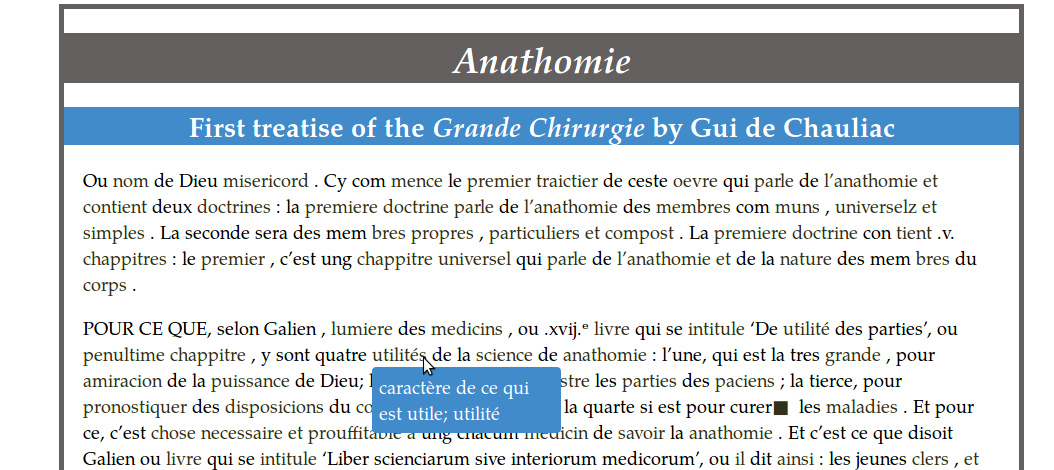 Anathomie
First treatise of the Grande Chirurgie by Gui de Chauliac
Ou nom de Dieu misericord . Cy com mence le premier traictier de ceste oevre qui parle de l’anathomie et
contient deux doctrines : la premiere doctrine parle de l’anathomie des membres com muns , universelz et
simples . La seconde sera des mem bres propres , particuliers et compost . La premiere doctrine con tient .v.
chappitres : le premier , c’est ung chappitre universel qui parle de l’anathomie et de la nature des mem bres du
corps .
POUR CE QUE, selon Galien , lumiere des medicins , ou .xvij.ᵉ livre qui se intitule ‘De utilité des parties’, ou
penultime chappitre , y sont quatre utilités de la science de anathomie : l’une, qui est la tres grande , pour
amiracion de la puissance de Dieu; les parties des paciens ; la tierce, pour
caractère de ce qui
est utile; utilité
pronostiquer des disposions du la quarte si est pour curer■ les maladies . Et pour
ce, c’est chose necessaire et prouffitable a ung chacun medicin de savoir la anathomie . Et c’est ce que disoit
Galien ou livre qui se intitule ‘Liber scienciarum sive interiorum medicorum’, ou il dit ainsi : les jeunes clers , et